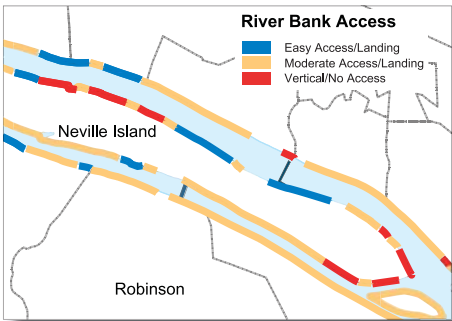 River Bank Access
Easy Access/Landing
Moderate Access/Landing
Vertical/No Access
Neville Island
Robinson